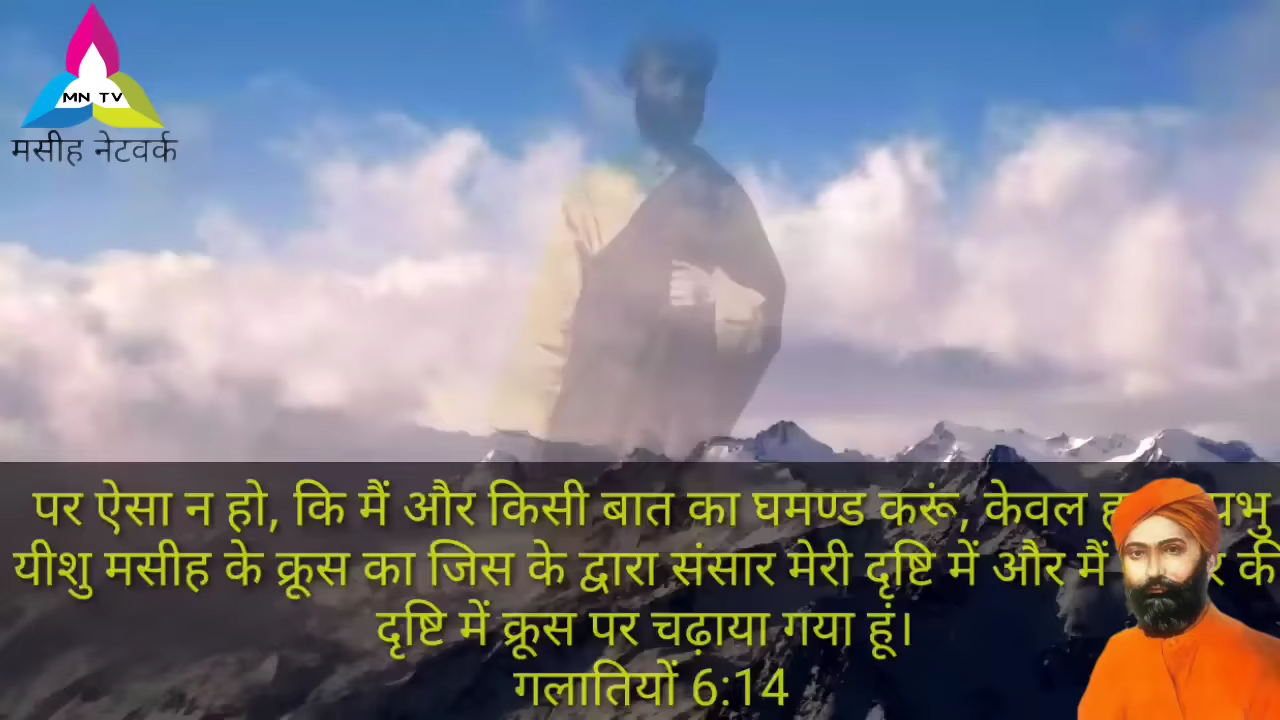 MN TV
मसीह नेटवर्क
पर ऐसा न हो, कि मैं और किसी बात का घमण्ड करूं, केवल
यीशु मसीह के क्रूस का जिस के द्वारा संसार मेरी दृष्टि में और मैं की
दृष्टि में क्रूस पर चढ़ाया गया हूं।
गलातियों 6:14